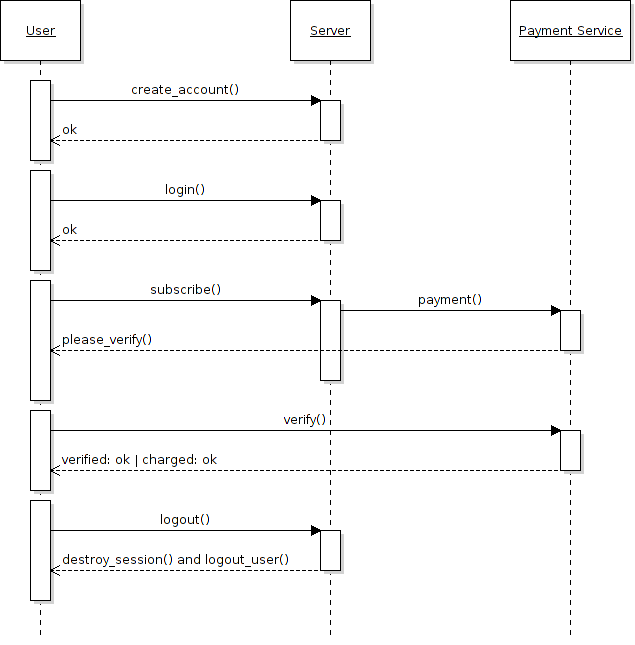 User
Server
Payment Service
create_account()
ok
login()
ok
subscribe()
payment()
please_verify()
verify()
verified: ok | charged: ok
logout()
destroy_session() and logout_user()